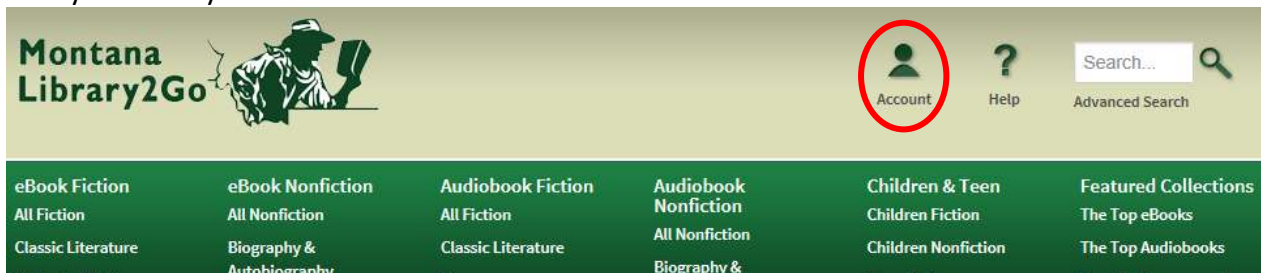 Montana
Library2Go
Account
Help
Search...
Advanced Search
eBook Fiction
All Fiction
Classic Literature
eBook Nonfiction
All Nonfiction
Biography &
Autobiography
Audiobook Fiction
All Fiction
Classic Literature
Audiobook
Nonfiction
All Nonfiction
Biography &
Children & Teen
Children Fiction
Children Nonfiction
Featured Collections
The Top eBooks
The Top Audiobooks